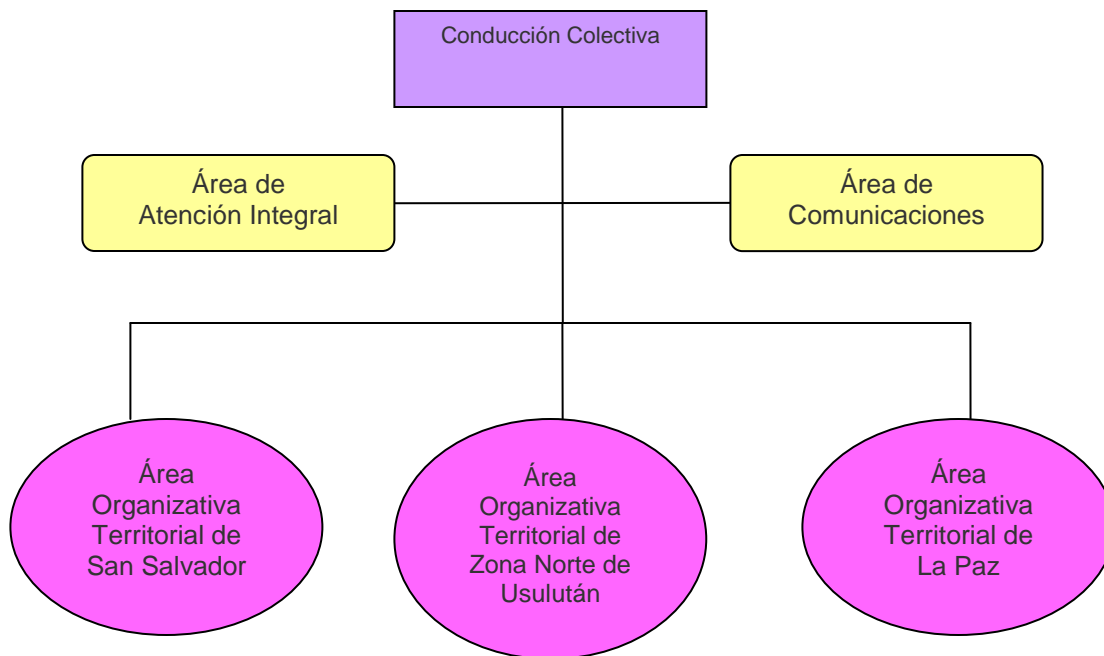 Conducción Colectiva
Área de
Atención Integral
Área de
Comunicaciones
Área
Organizativa
Territorial de
San Salvador
Área
Organizativa
Territorial de
Zona Norte de
Usulután
Área
Organizativa
Territorial de
La Paz